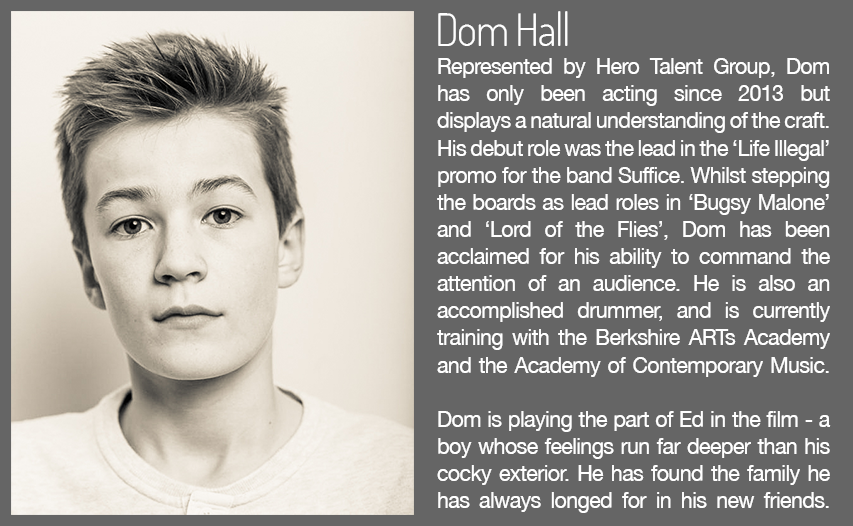 Dom Hall
Represented by Hero Talent Group, Dom
has only been acting since 2013 but
displays a natural understanding of the craft.
His debut role was the lead in the ‘Life Illegal’
promo for the band Suffice. Whilst stepping
the boards as lead roles in ‘Bugsy Malone’
and ‘Lord of the Flies’, Dom has been
acclaimed for his ability to command the
attention of an audience. He is also an
accomplished drummer, and is currently
training with the Berkshire ARTs Academy
and the Academy of Contemporary Music.
Dom is playing the part of Ed in the film - a
boy whose feelings run far deeper than his
cocky exterior. He has found the family he
has always longed for in his new friends.